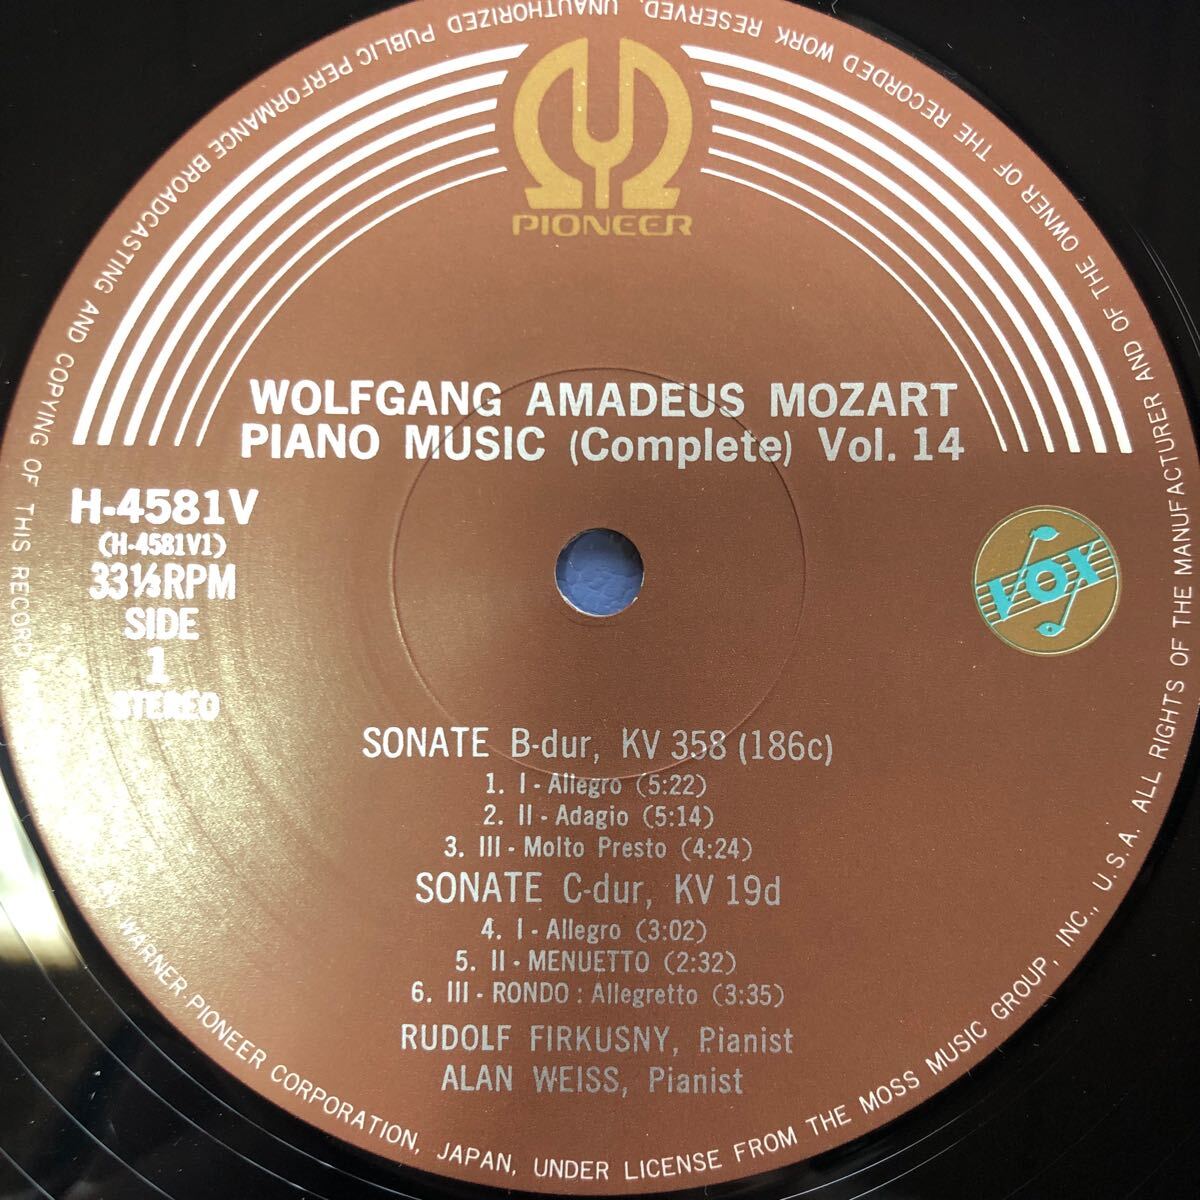 PIONEER
WOLFGANG AMADEUS MOZART
PIANO MUSIC (Complete) Vol. 14
H-4581V
(H-4581V1)
33⅓RPM
SIDE
1
STEREO
VOX
SONATE B-dur, KV 358 (186c)
1. I - Allegro (5:22)
2. II - Adagio (5:14)
3. III - Molto Presto (4:24)
SONATE C-dur, KV 19d
4. I - Allegro (3:02)
5. II - MENUETTO (2:32)
6. III - RONDO : Allegretto (3:35)
RUDOLF FIRKUSNY, Pianist
ALAN WEISS, Pianist
WARNER PIONEER CORPORATION, JAPAN, UNDER LICENSE FROM THE MOSS MUSIC GROUP, INC., U.S.A. ALL RIGHTS OF THE MANUFACTURER AND OF THE OWNER OF THE RECORDED WORK RESERVED. UNAUTHORIZED PUBLIC PERFORMANCE BROADCASTING AND COPYING OF THIS RECORD